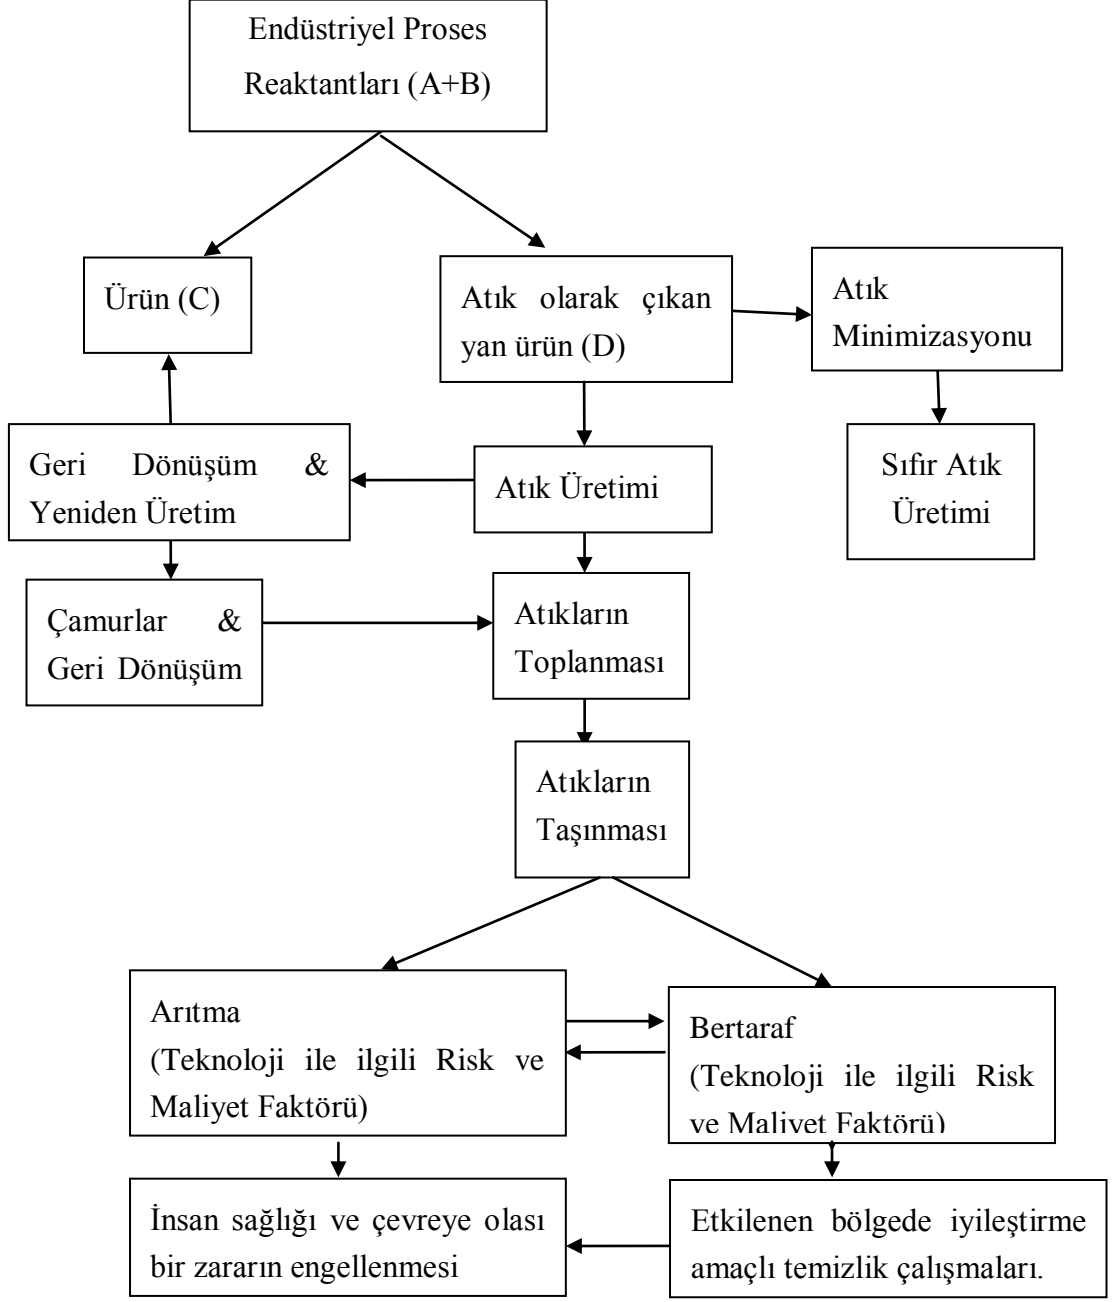 Endüstriyel Proses
Reaktantları (A+B)
Ürün (C)
Atık olarak çıkan
yan ürün (D)
Atık
Minimizasyonu
Geri Dönüşüm &
Yeniden Üretim
Atık Üretimi
Sıfır Atık
Üretimi
Çamurlar &
Geri Dönüşüm
Atıkların
Toplanması
Atıkların
Taşınması
Arıtma
(Teknoloji ile ilgili Risk ve
Maliyet Faktörü)
Bertaraf
(Teknoloji ile ilgili Risk
ve Maliyet Faktörü)
İnsan sağlığı ve çevreye olası
bir zararın engellenmesi
Etkilenen bölgede iyileştirme
amaçlı temizlik çalışmaları.